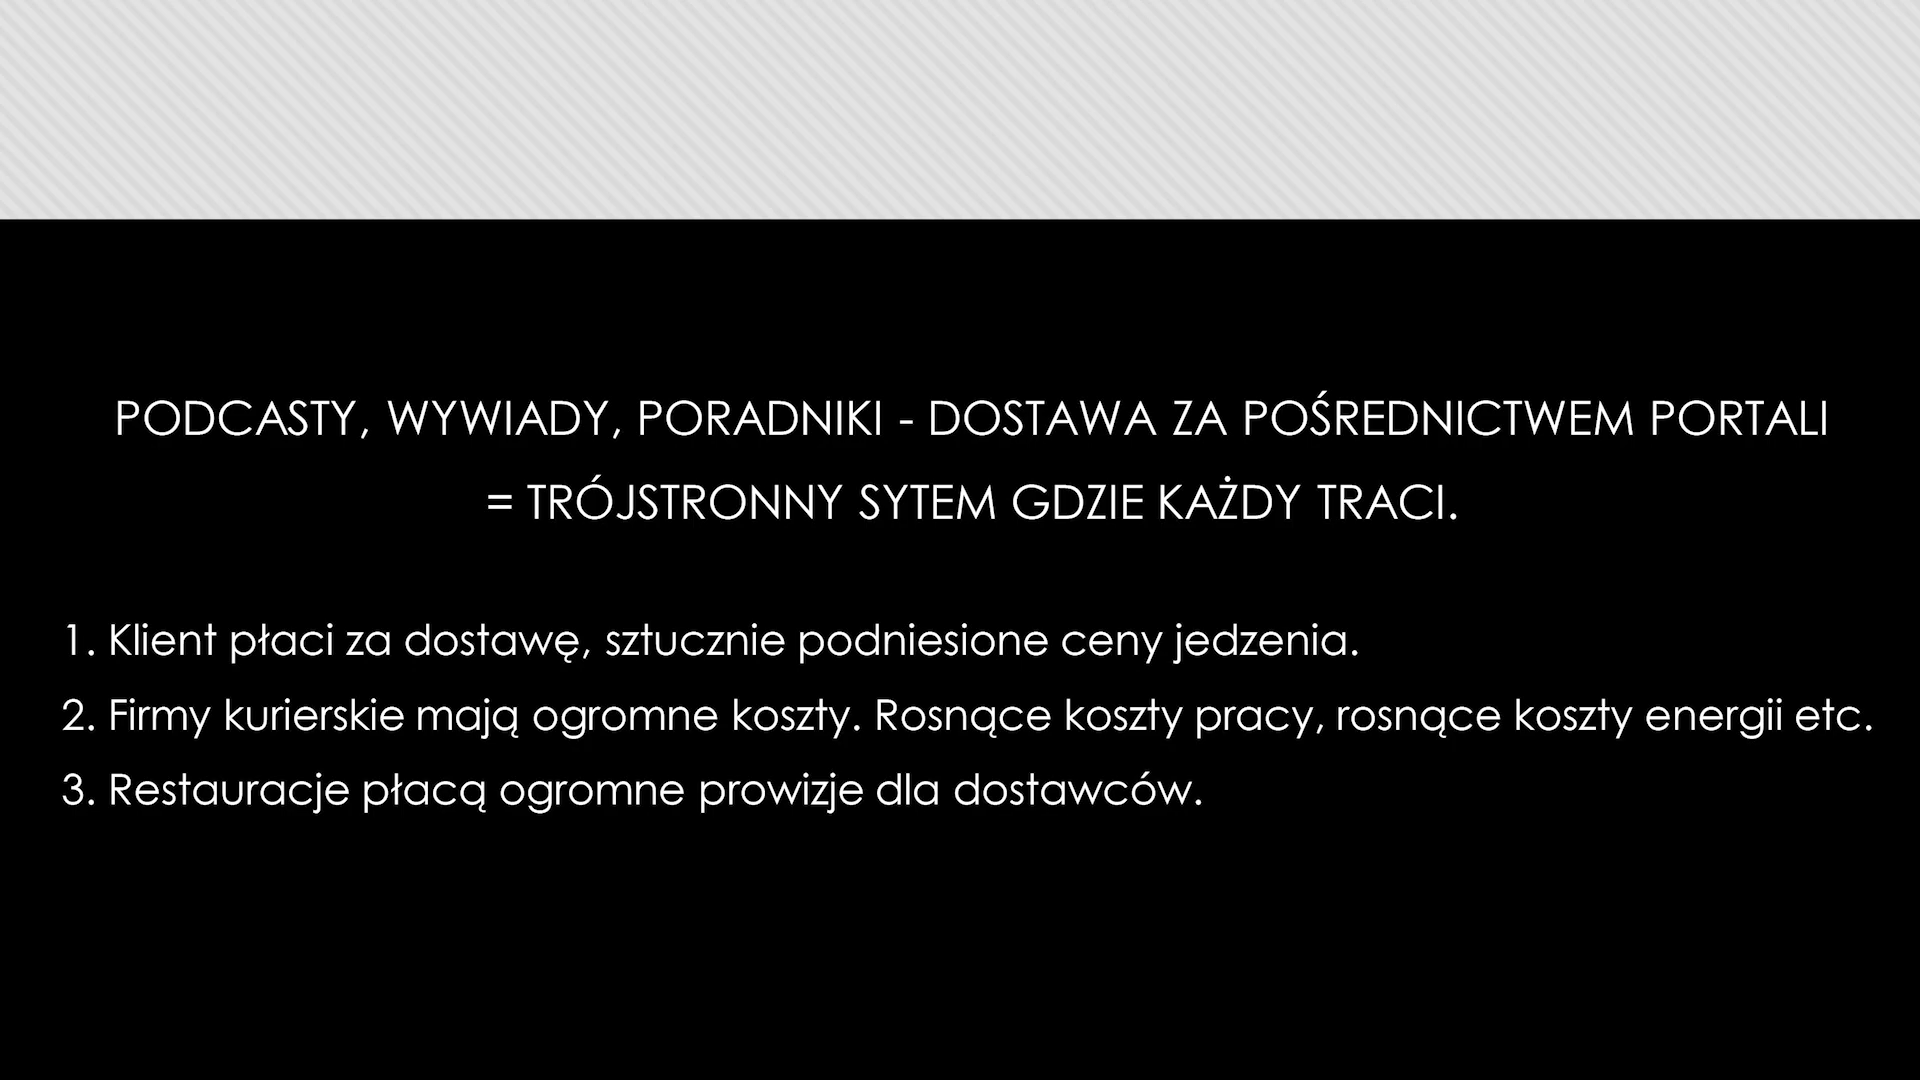 PODCASTY, WYWIADY, PORADNIKI - DOSTAWA ZA POŚREDNICTWEM PORTALI
= TRÓJSTRONNY SYTEM GDZIE KAŻDY TRACI.
1. Klient płaci za dostawę, sztucznie podniesione ceny jedzenia.
2. Firmy kurierskie mają ogromne koszty. Rosnące koszty pracy, rosnące koszty energii etc.
3. Restauracje płacą ogromne prowizje dla dostawców.